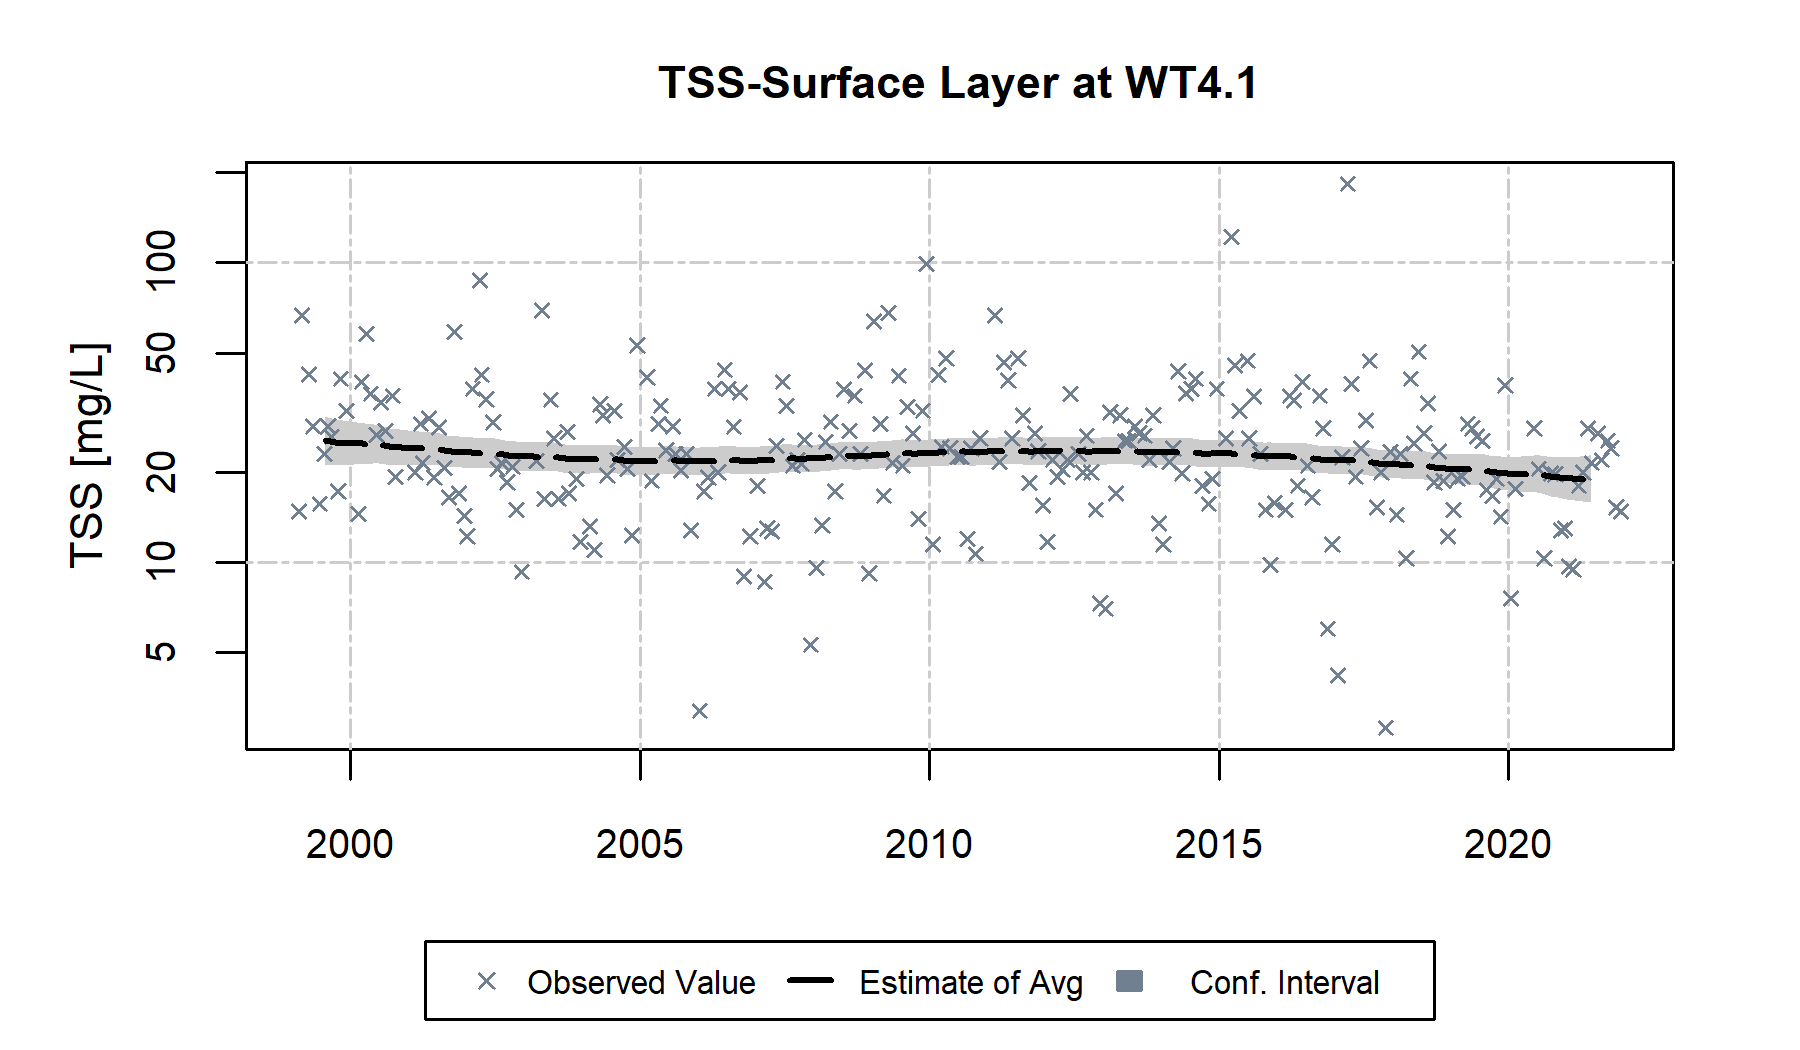 TSS-Surface Layer at WT4.1
TSS [mg/L]
100
50
20
10
5
2000 2005 2010 2015 2020
Observed Value Estimate of Avg Conf. Interval